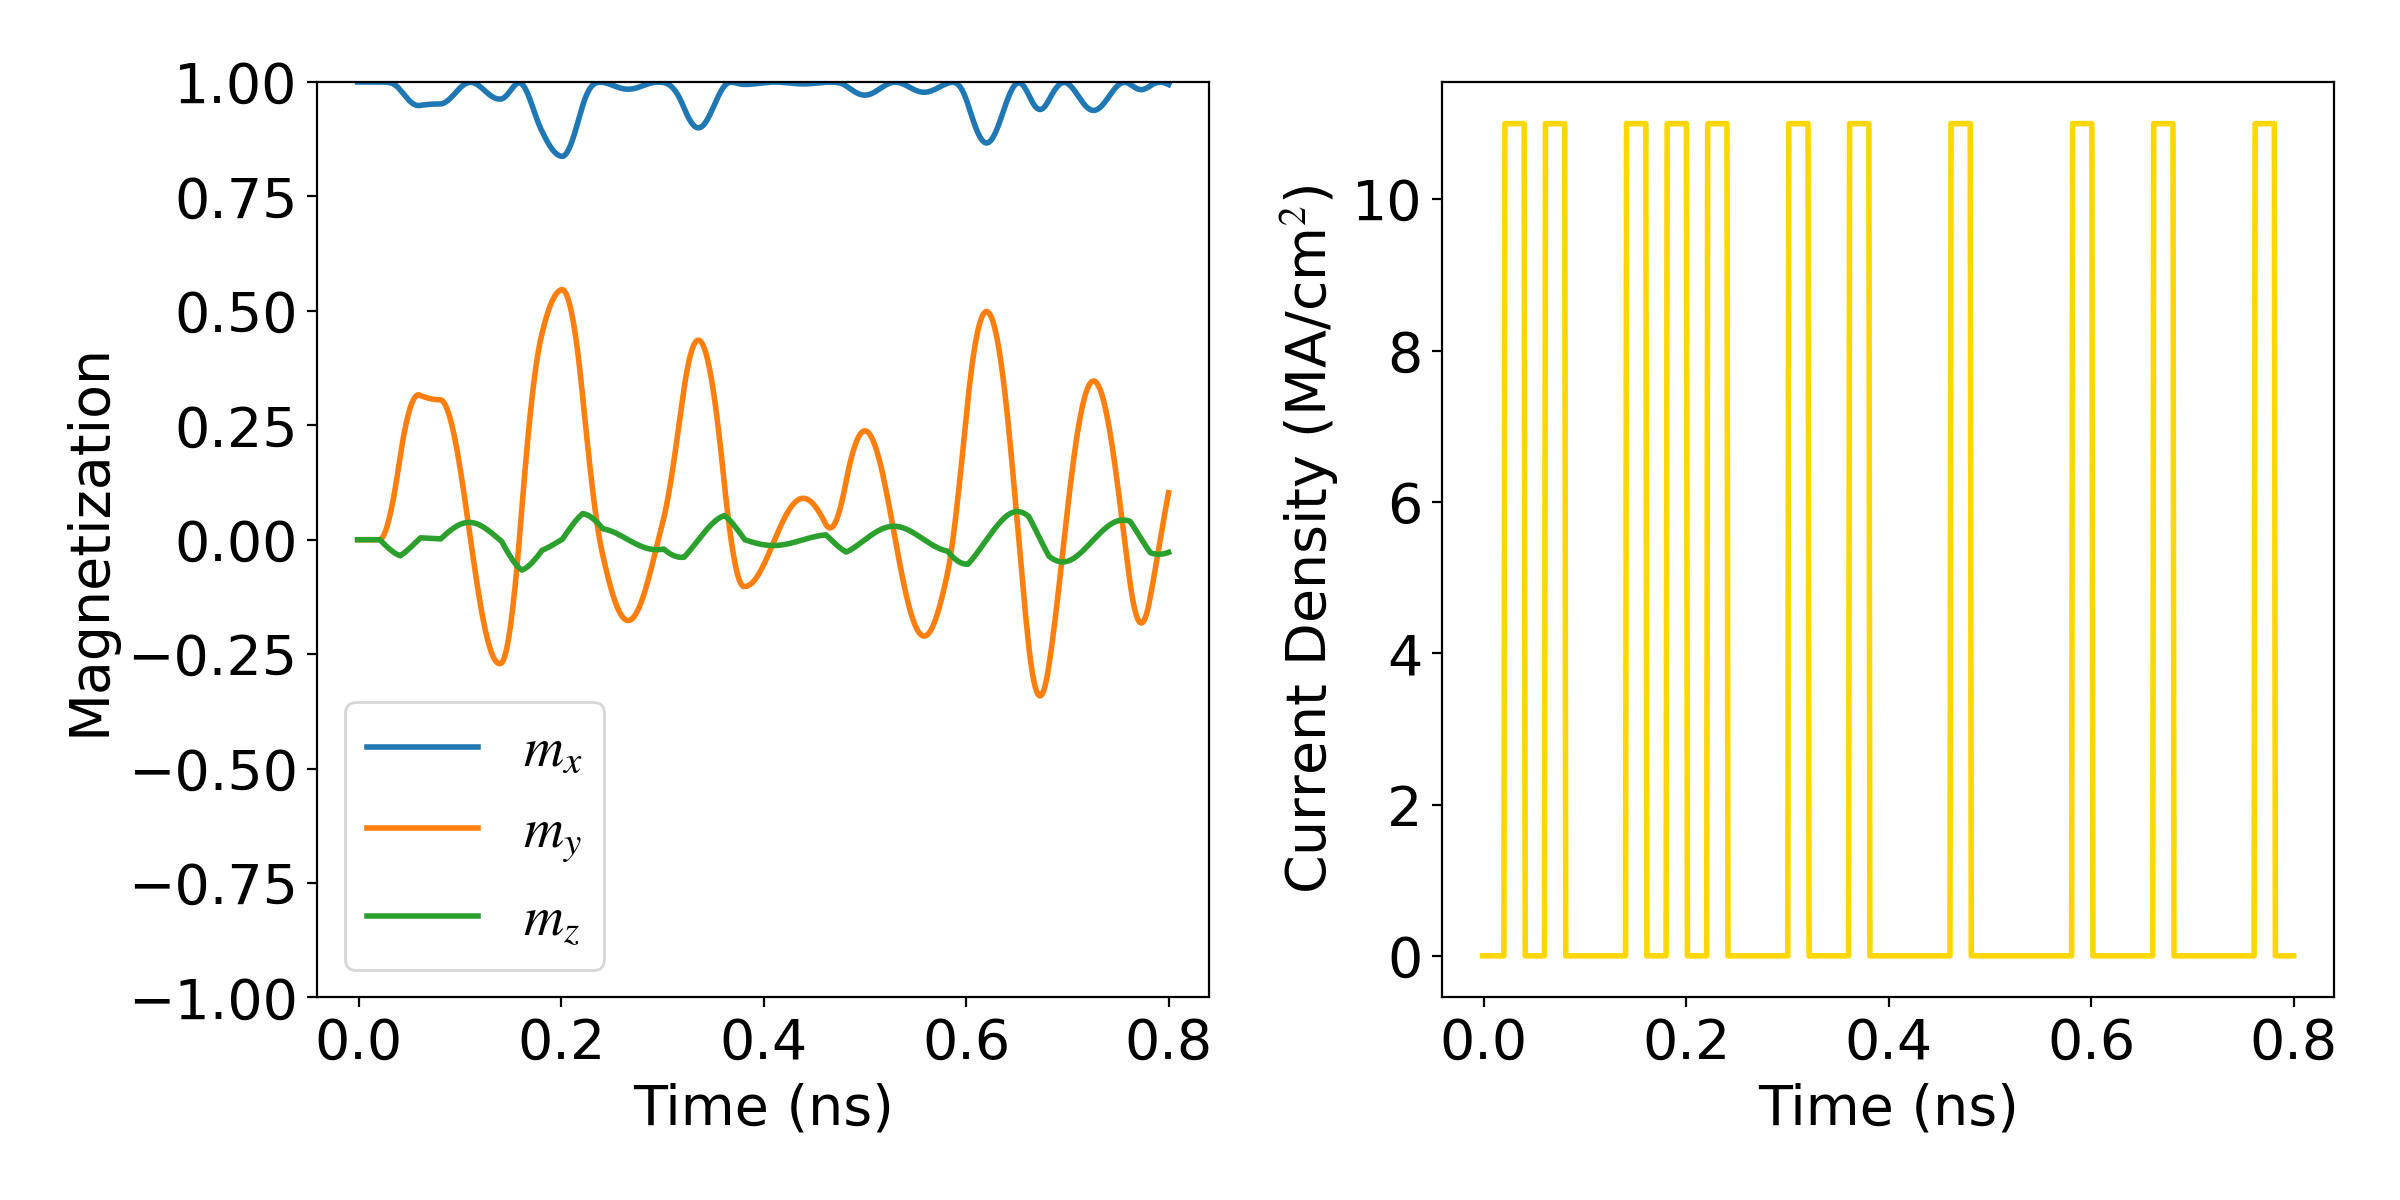 Magnetization
1.00
0.75
0.50
0.25
0.00
−0.25
−0.50
−0.75
−1.00
m_x
m_y
m_z
0.0 0.2 0.4 0.6 0.8
Time (ns)
Current Density (MA/cm²)
10
8
6
4
2
0
0.0 0.2 0.4 0.6 0.8
Time (ns)